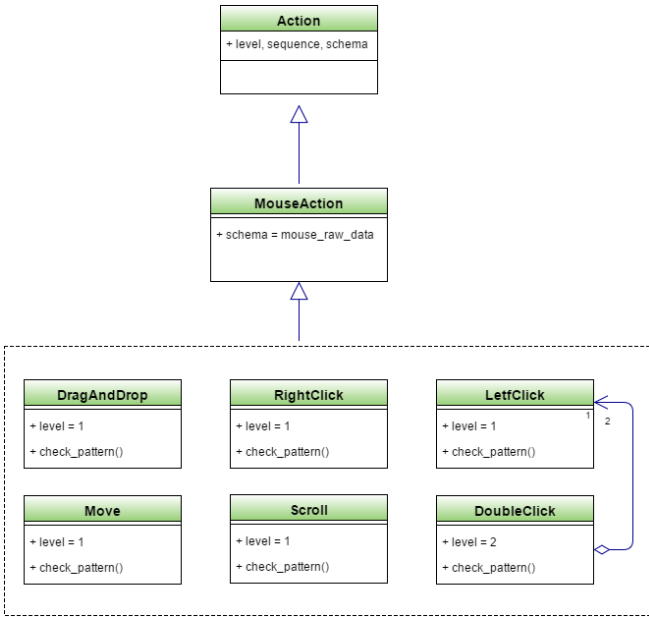 Action
+ level, sequence, schema
MouseAction
+ schema = mouse_raw_data
DragAndDrop
+ level = 1
+ check_pattern()
RightClick
+ level = 1
+ check_pattern()
LetfClick
+ level = 1
+ check_pattern()
1
2
Move
+ level = 1
+ check_pattern()
Scroll
+ level = 1
+ check_pattern()
DoubleClick
+ level = 2
+ check_pattern()